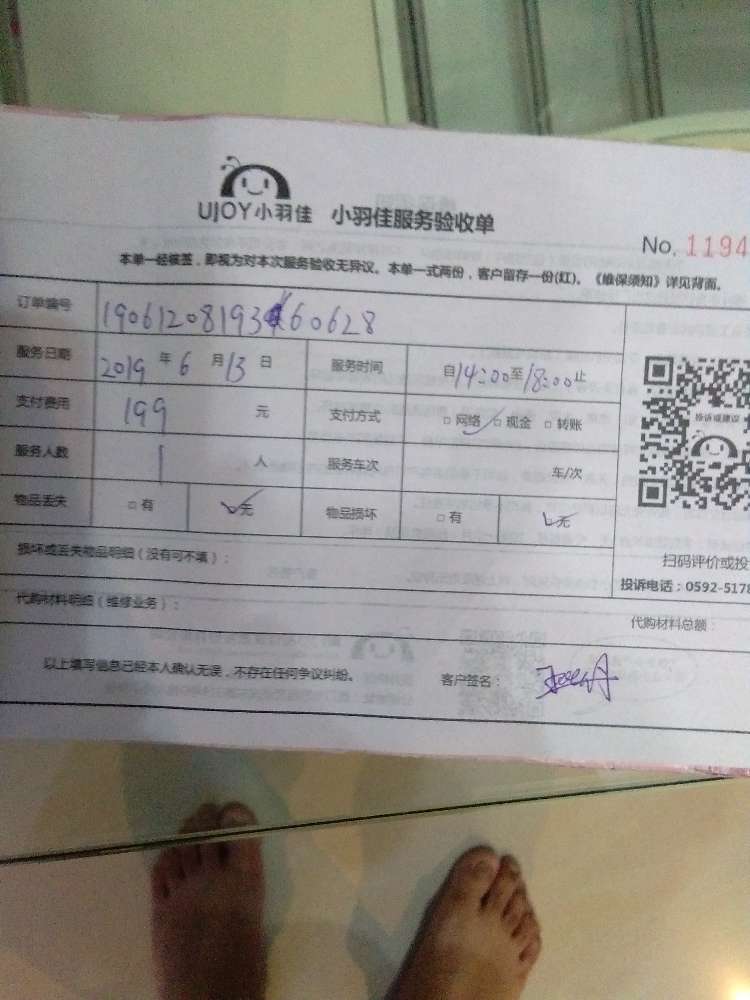 UJOY小羽佳 小羽佳服务验收单
No. 1194
本单一经核签，即视为对本次服务验收无异议。本单一式两份，客户留存一份(红)。《维保须知》详见背面。
订单编号 19061208193 60628
服务日期 2019 年 6 月 13 日 服务时间 自14:00至18:00止
支付费用 199 元 支付方式 □网络 □现金 □转账
服务人数 1 人 服务车次 车/次
物品丢失 □有 □无 物品损坏 □有 □无
投诉或建议
扫码评价或投
投诉电话：0592-5178
损坏或丢失物品明细（没有可不填）：
代购材料明细（维修业务）： 代购材料总额：
以上填写信息已经本人确认无误，不存在任何争议纠纷。 客户签名：